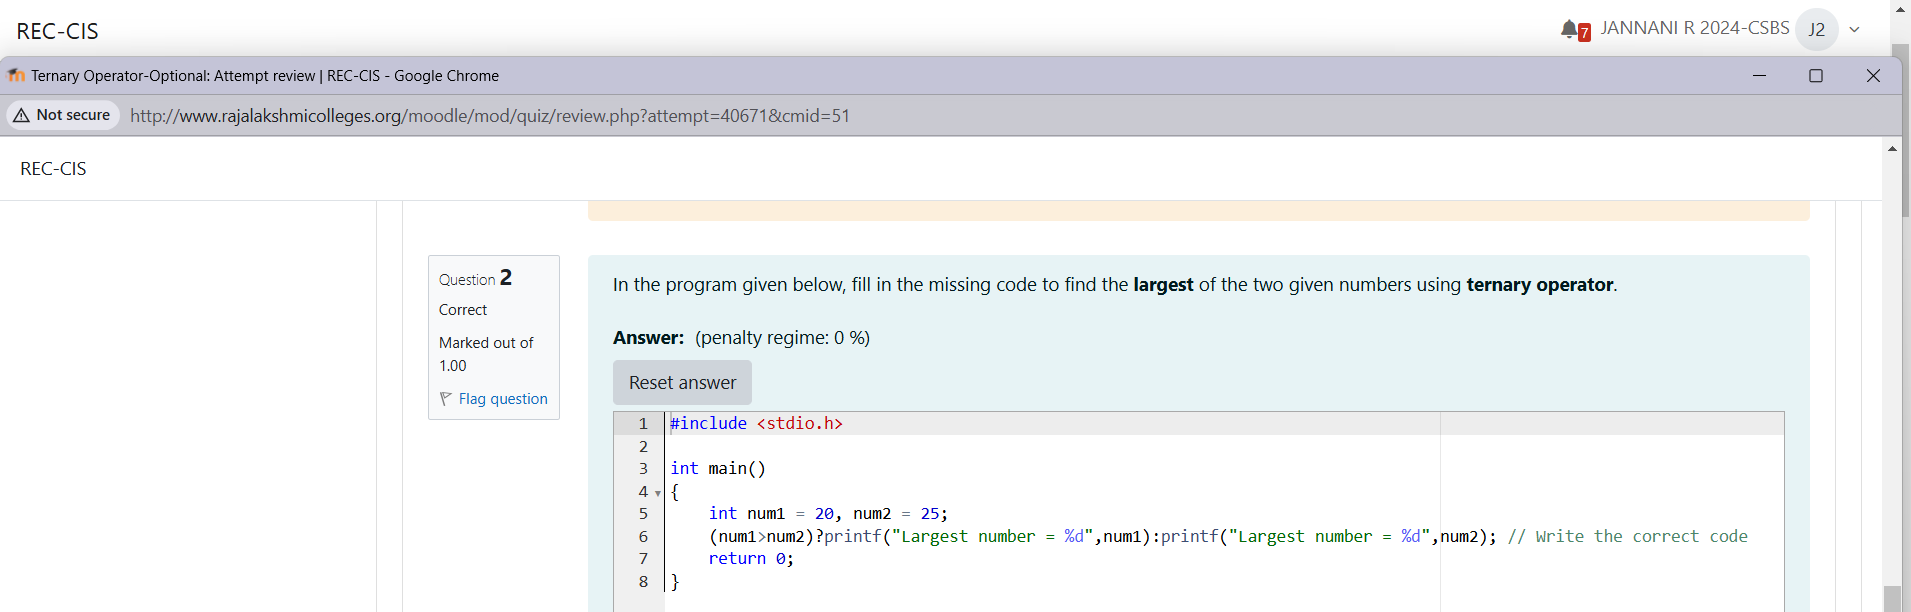 REC-CIS
7 JANNANI R 2024-CSBS J2
Ternary Operator-Optional: Attempt review | REC-CIS - Google Chrome
Not secure http://www.rajalakshmicolleges.org/moodle/mod/quiz/review.php?attempt=40671&cmid=51
REC-CIS
Question 2
Correct
Marked out of
1.00
Flag question
In the program given below, fill in the missing code to find the largest of the two given numbers using ternary operator.
Answer: (penalty regime: 0 %)
Reset answer
1 #include <stdio.h>
2
3 int main()
4 {
5 int num1 = 20, num2 = 25;
6 (num1>num2)?printf("Largest number = %d",num1):printf("Largest number = %d",num2); // Write the correct code
7 return 0;
8 }